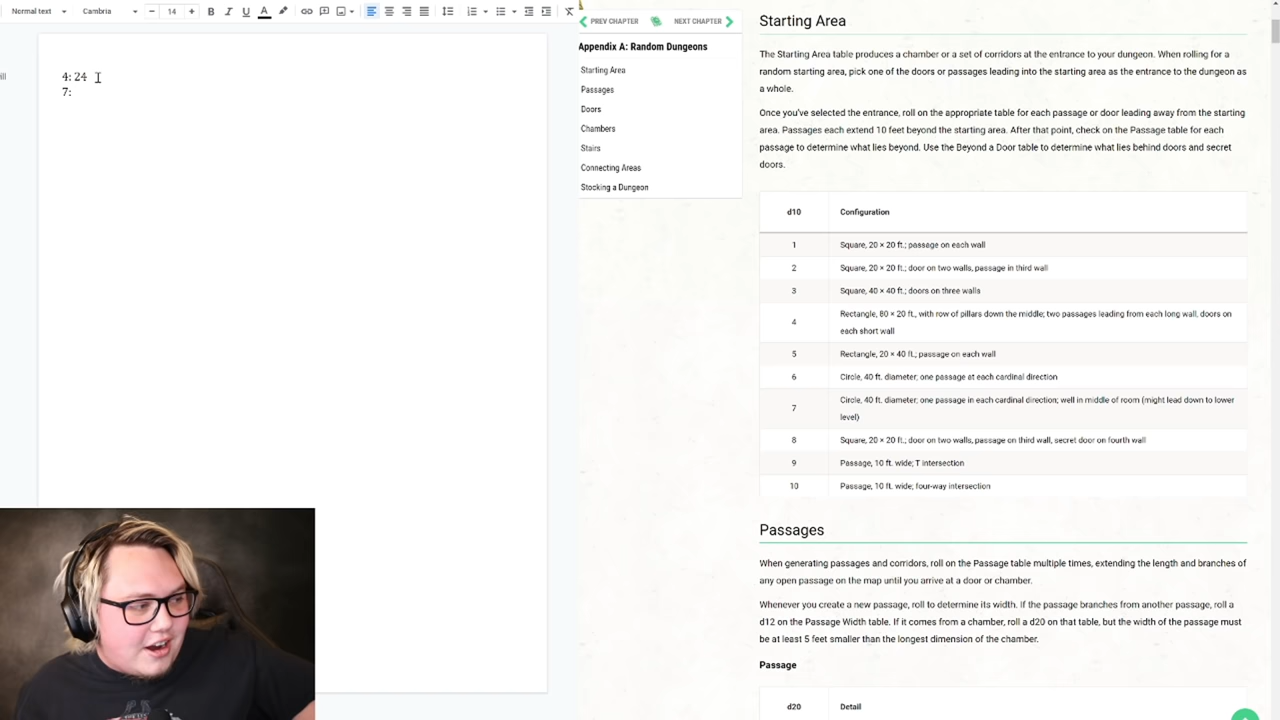 Normal text
Cambria
14
B I U A
ill
4: 24
7:
PREV CHAPTER
NEXT CHAPTER
Appendix A: Random Dungeons
Starting Area
Passages
Doors
Chambers
Stairs
Connecting Areas
Stocking a Dungeon
Starting Area
The Starting Area table produces a chamber or a set of corridors at the entrance to your dungeon. When rolling for a
random starting area, pick one of the doors or passages leading into the starting area as the entrance to the dungeon as
a whole.
Once you've selected the entrance, roll on the appropriate table for each passage or door leading away from the starting
area. Passages each extend 10 feet beyond the starting area. After that point, check on the Passage table for each
passage to determine what lies beyond. Use the Beyond a Door table to determine what lies behind doors and secret
doors.
d10 Configuration
1 Square, 20 × 20 ft.; passage on each wall
2 Square, 20 × 20 ft.; door on two walls, passage in third wall
3 Square, 40 × 40 ft.; doors on three walls
4 Rectangle, 80 × 20 ft., with row of pillars down the middle; two passages leading from each long wall, doors on
each short wall
5 Rectangle, 20 × 40 ft.; passage on each wall
6 Circle, 40 ft. diameter; one passage at each cardinal direction
7 Circle, 40 ft. diameter; one passage in each cardinal direction; well in middle of room (might lead down to lower
level)
8 Square, 20 × 20 ft.; door on two walls, passage on third wall, secret door on fourth wall
9 Passage, 10 ft. wide; T intersection
10 Passage, 10 ft. wide; four-way intersection
Passages
When generating passages and corridors, roll on the Passage table multiple times, extending the length and branches of
any open passage on the map until you arrive at a door or chamber.
Whenever you create a new passage, roll to determine its width. If the passage branches from another passage, roll a
d12 on the Passage Width table. If it comes from a chamber, roll a d20 on that table, but the width of the passage must
be at least 5 feet smaller than the longest dimension of the chamber.
Passage
d20 Detail